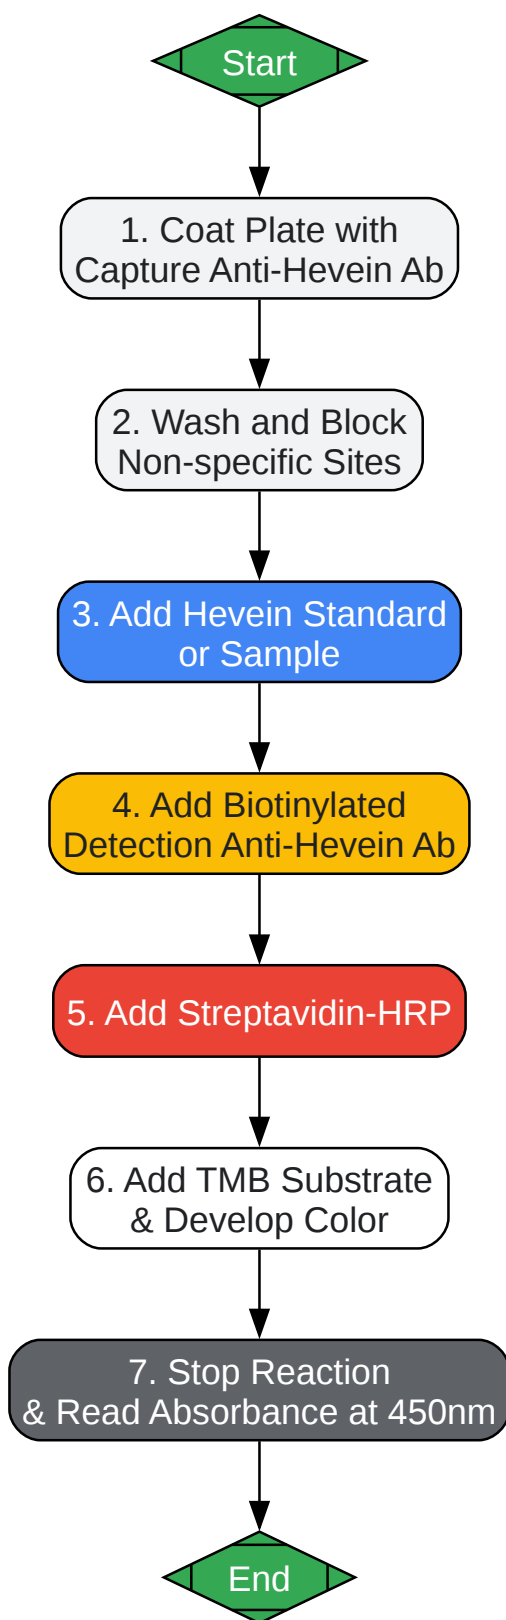 Start
1. Coat Plate with
Capture Anti-Hevein Ab
2. Wash and Block
Non-specific Sites
3. Add Hevein Standard
or Sample
4. Add Biotinylated
Detection Anti-Hevein Ab
5. Add Streptavidin-HRP
6. Add TMB Substrate
& Develop Color
7. Stop Reaction
& Read Absorbance at 450nm
End